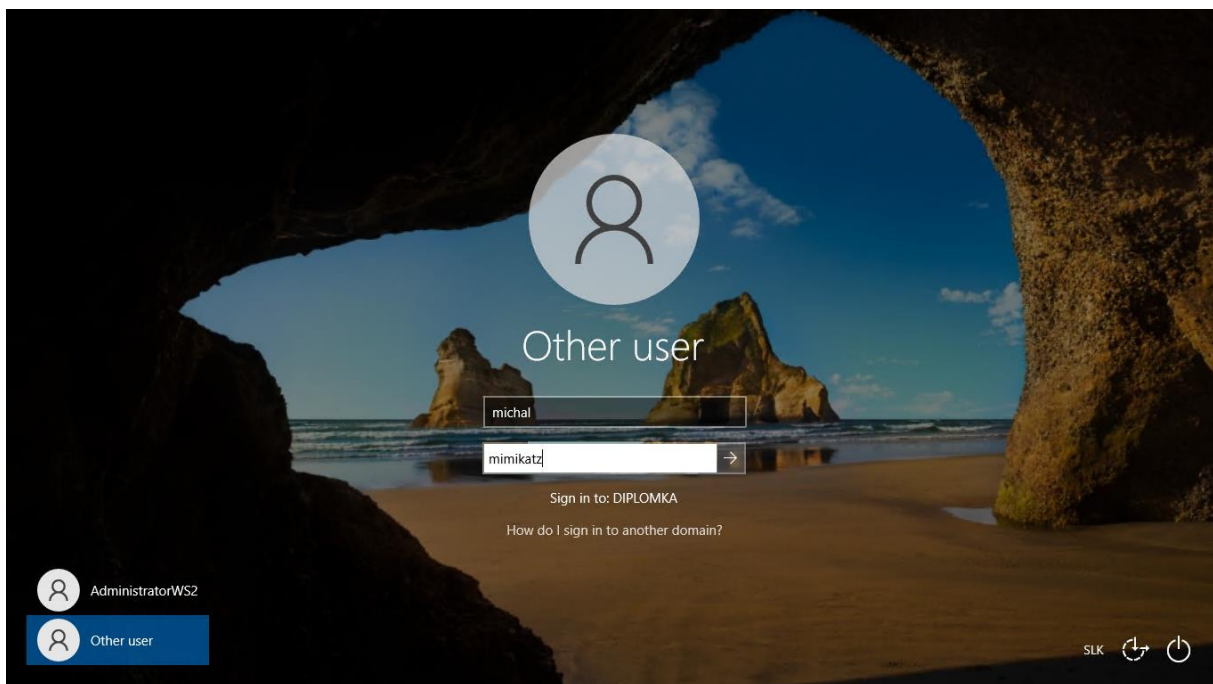 Other user
michal
mimikatz
Sign in to: DIPLOMKA
How do I sign in to another domain?
AdministratorWS2
Other user
SLK